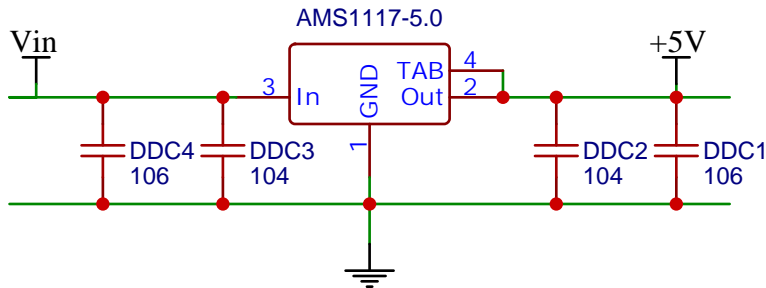 AMS1117-5.0
Vin
+5V
3
In
GND
TAB
4
Out
2
1
DDC4
106
DDC3
104
DDC2
104
DDC1
106